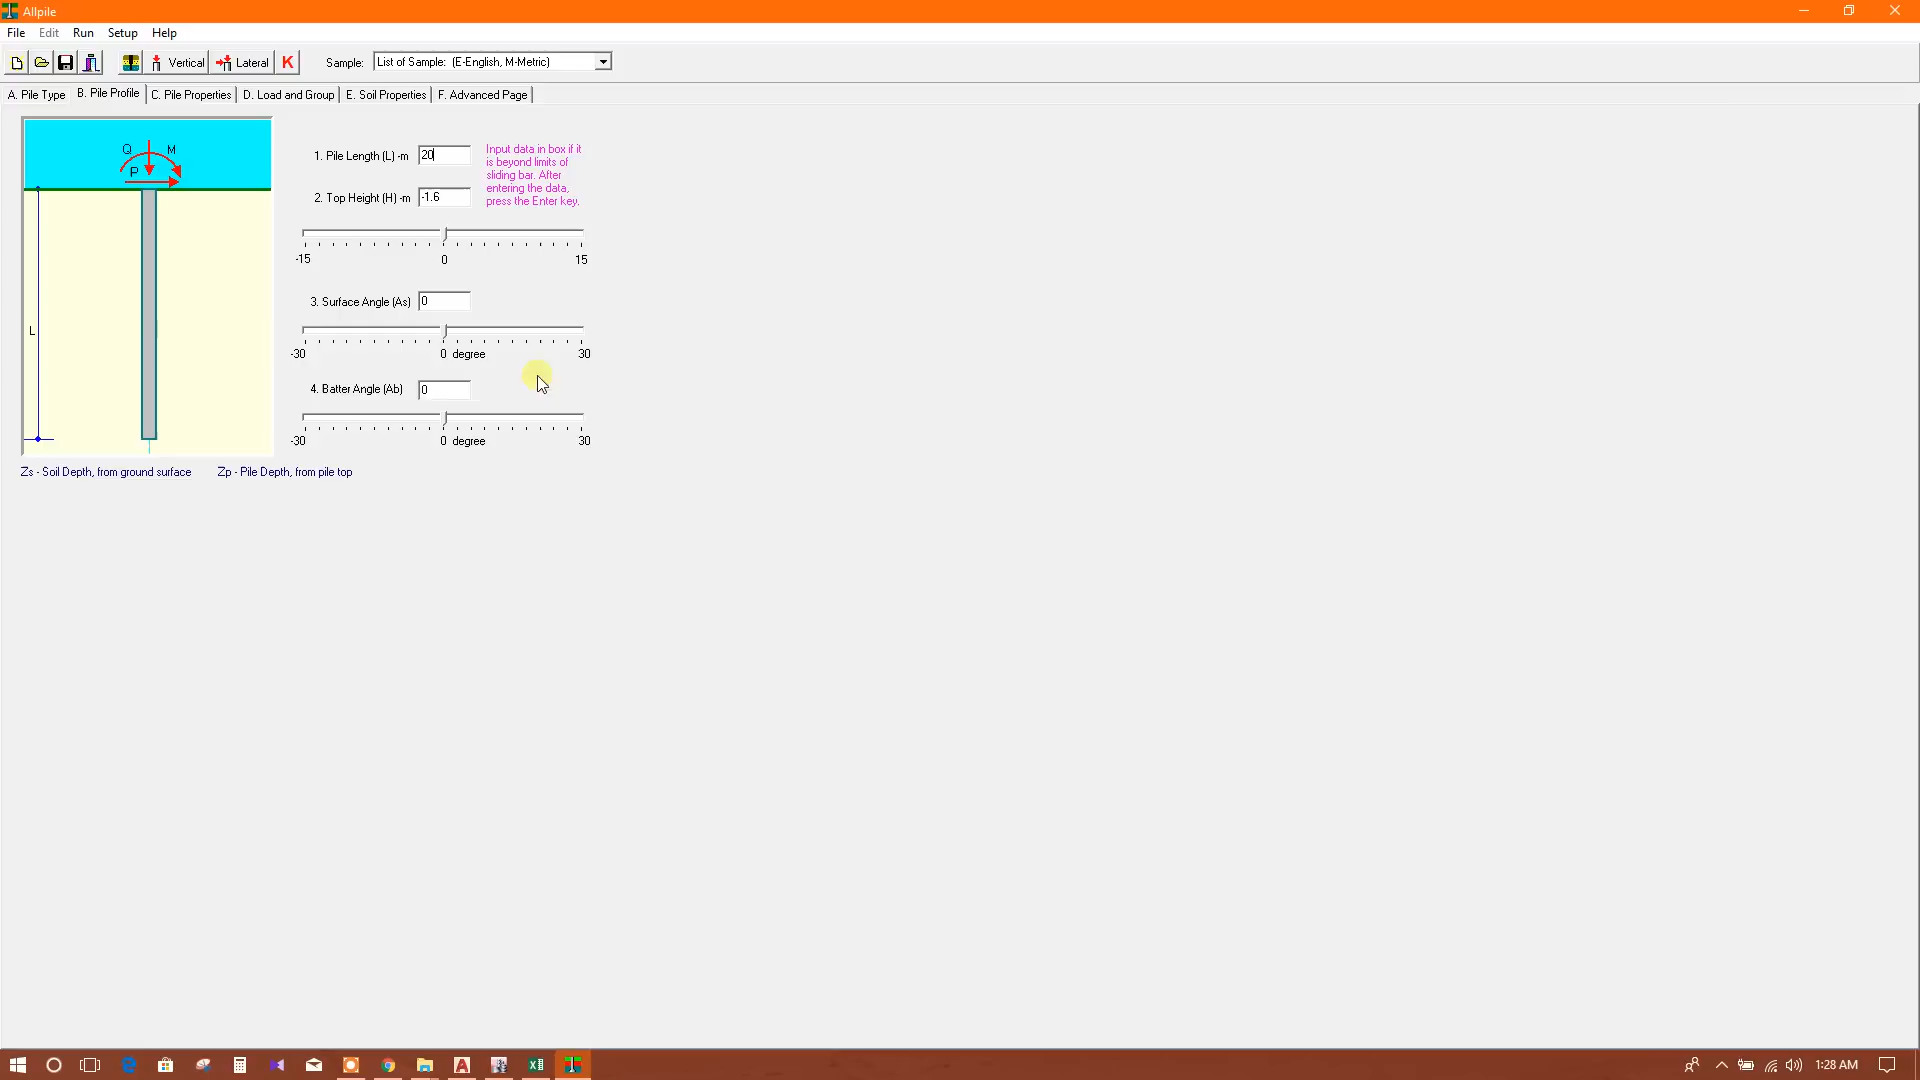 Allpile
File Edit Run Setup Help
Vertical Lateral K Sample: List of Sample: (E-English, M-Metric)
A. Pile Type B. Pile Profile C. Pile Properties D. Load and Group E. Soil Properties F. Advanced Page
Q M
P
L
1. Pile Length (L) -m 20
2. Top Height (H) -m -1.6
Input data in box if it
is beyond limits of
sliding bar. After
entering the data,
press the Enter key.
-15 0 15
3. Surface Angle (As) 0
-30 0 degree 30
4. Batter Angle (Ab) 0
-30 0 degree 30
Zs - Soil Depth, from ground surface Zp - Pile Depth, from pile top
1:28 AM